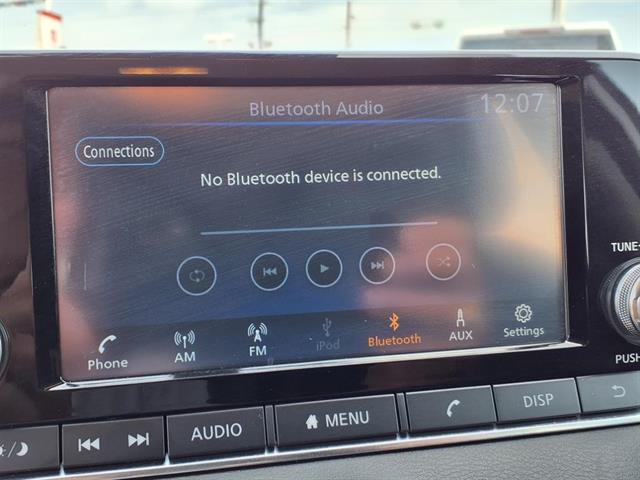 Bluetooth Audio 12:07
Connections
No Bluetooth device is connected.
Phone AM FM iPod Bluetooth AUX Settings
TUNE-
PUSH
AUDIO MENU DISP